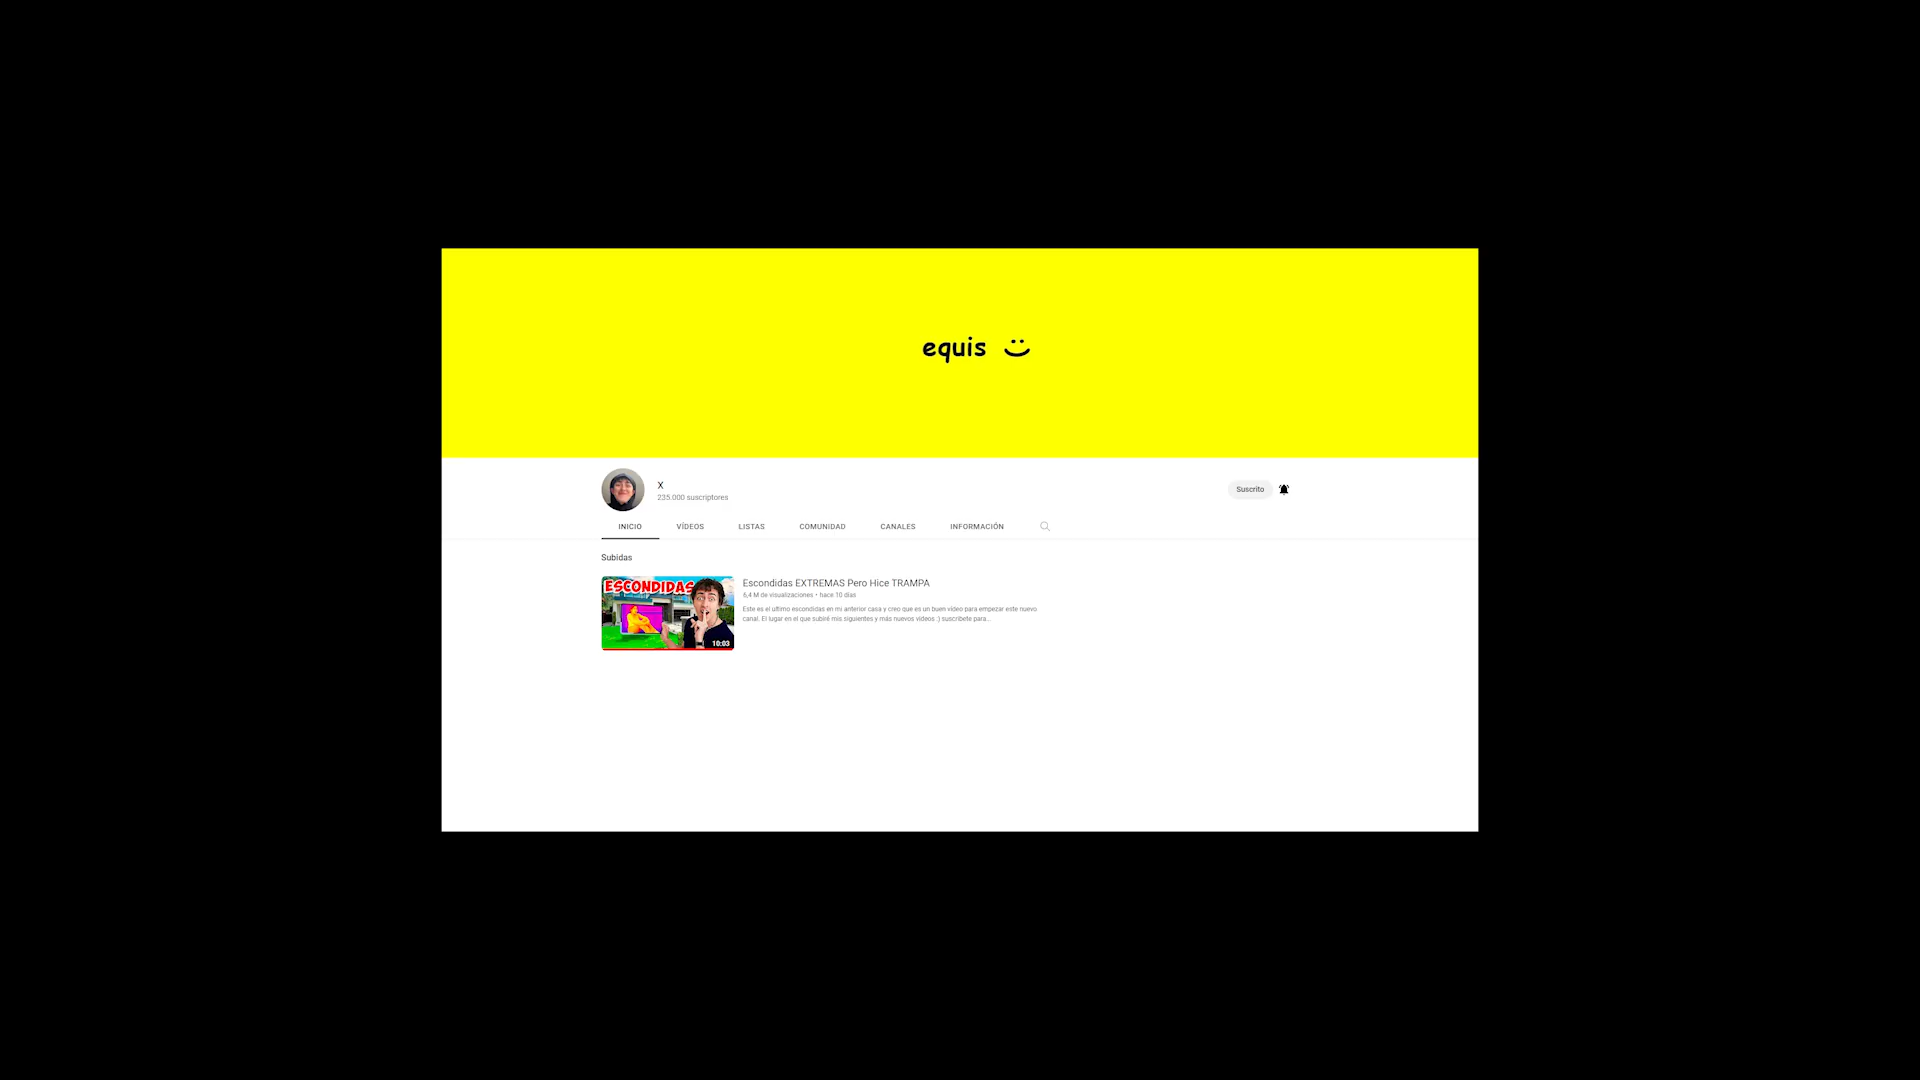 equis
X
235.000 suscriptores
Suscrito
INICIO VÍDEOS LISTAS COMUNIDAD CANALES INFORMACIÓN
Subidas
ESCONDIDAS
10:03
Escondidas EXTREMAS Pero Hice TRAMPA
6,4 M de visualizaciones • hace 10 días
Este es el ultimo escondidas en mi anterior casa y creo que es un buen video para empezar este nuevo
canal. El lugar en el que subiré mis siguientes y más nuevos videos :) suscribete para...